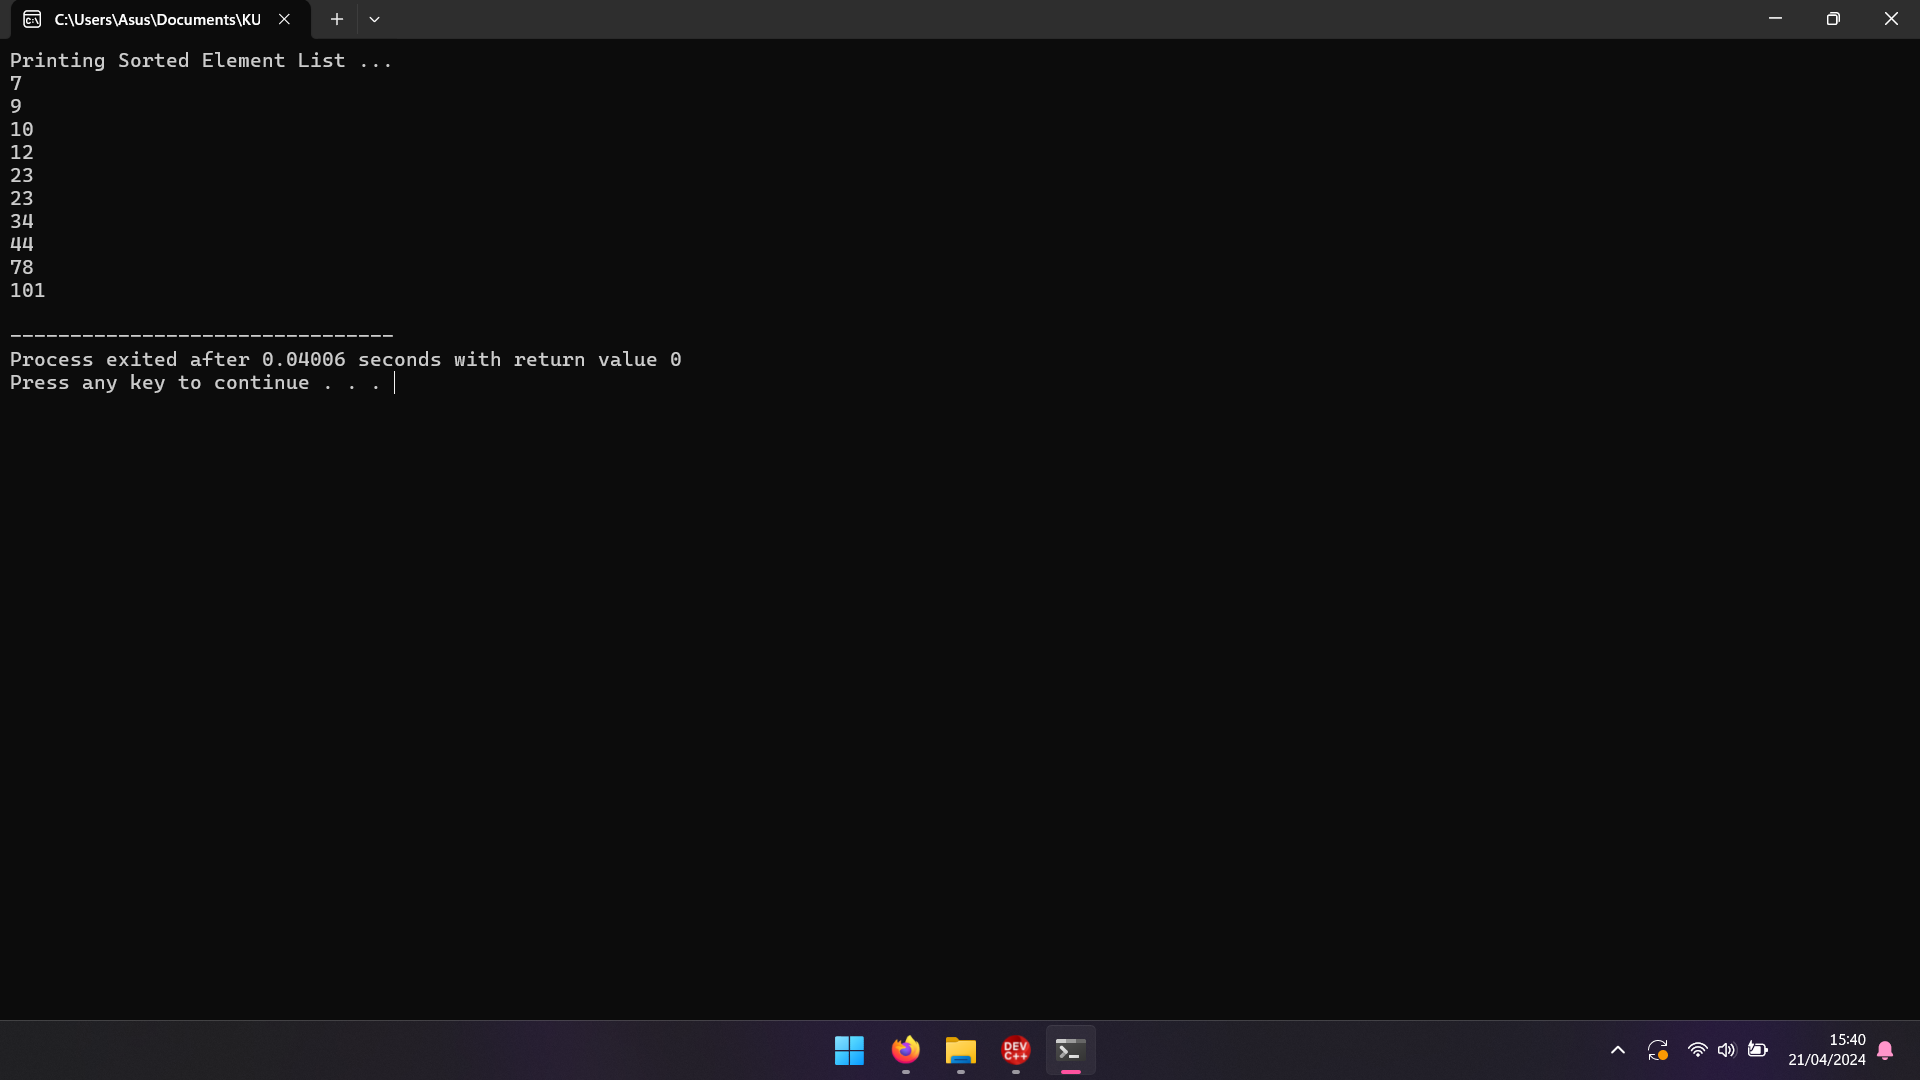 C:\Users\Asus\Documents\KU
Printing Sorted Element List ...
7
9
10
12
23
23
34
44
78
101
--------------------------------
Process exited after 0.04006 seconds with return value 0
Press any key to continue . . .
DEV
C++
15:40
21/04/2024